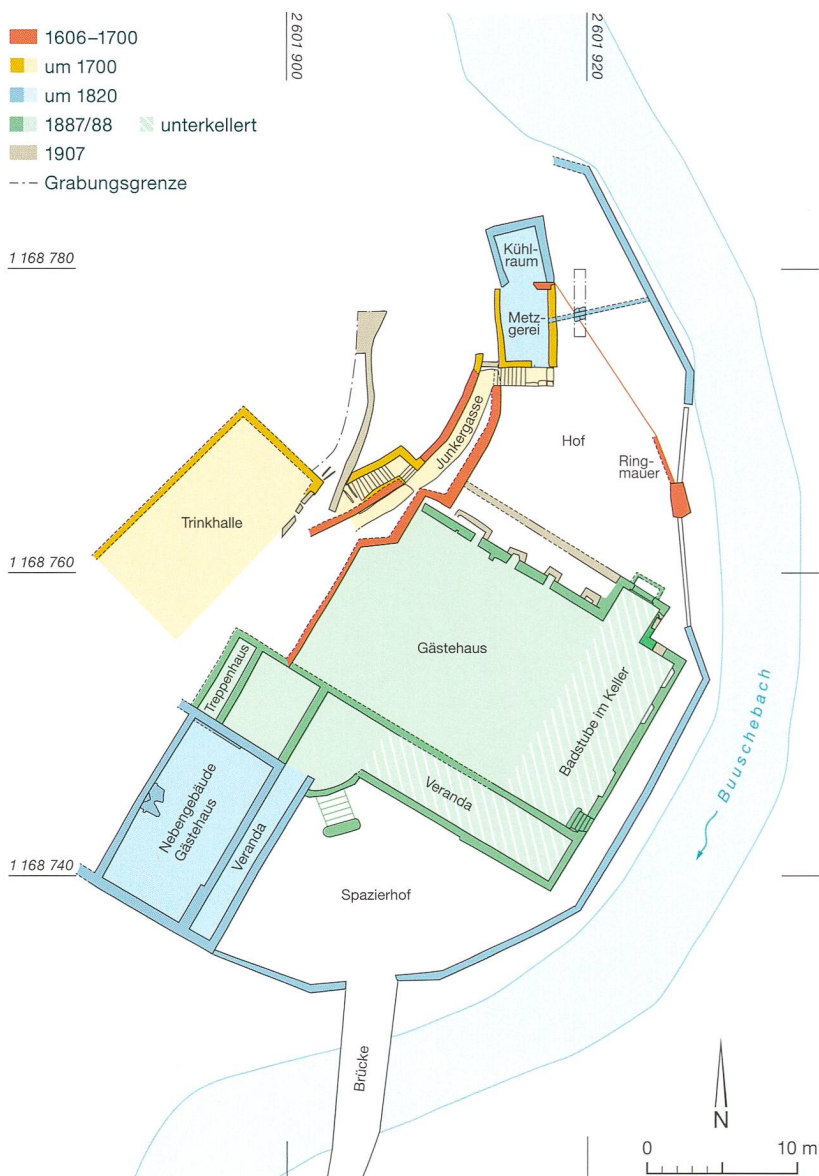 1606–1700
um 1700
um 1820
1887/88
unterkellert
1907
Grabungsgrenze
2 601 900
2 601 920
1 168 780
1 168 760
1 168 740
Kühl-
raum
Metz-
gerei
Junkergasse
Hof
Ring-
mauer
Trinkhalle
Gästehaus
Treppenhaus
Badstube im Keller
Veranda
Nebengebäude
Gästehaus
Veranda
Buuschebach
Spazierhof
Brücke
N
0
10 m